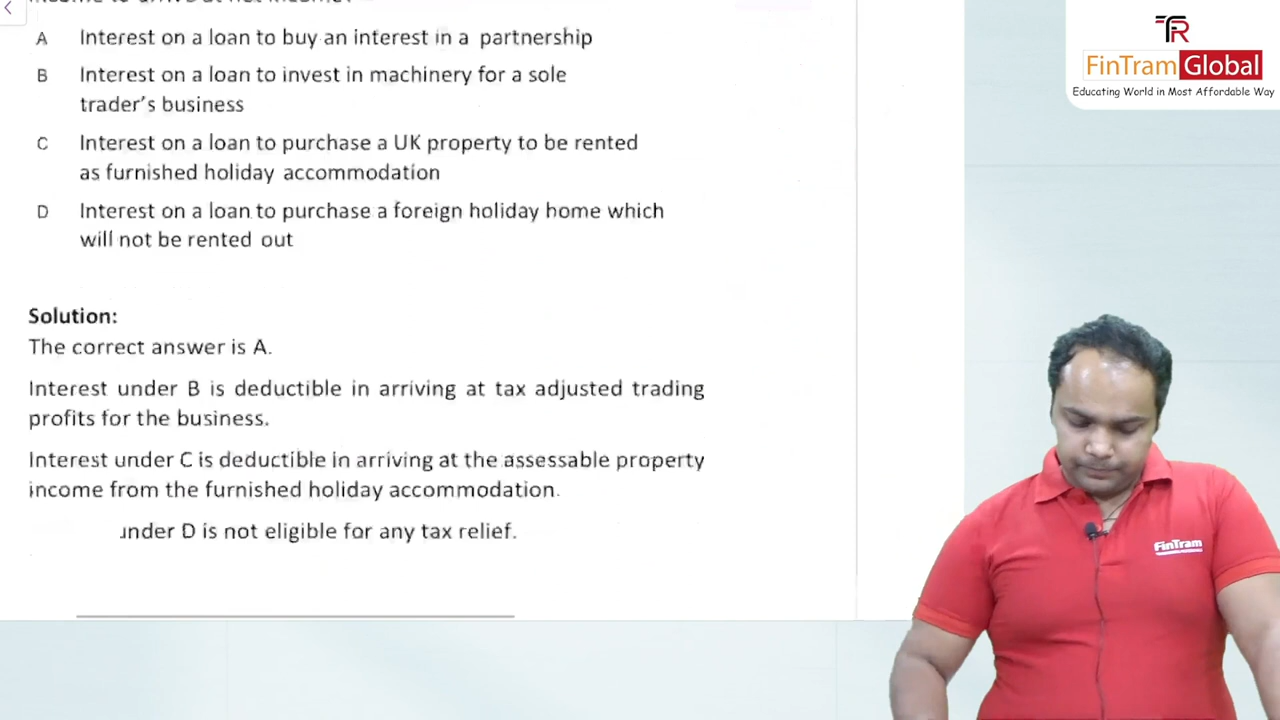 A Interest on a loan to buy an interest in a partnership
B Interest on a loan to invest in machinery for a sole
trader's business
C Interest on a loan to purchase a UK property to be rented
as furnished holiday accommodation
D Interest on a loan to purchase a foreign holiday home which
will not be rented out
Solution:
The correct answer is A.
Interest under B is deductible in arriving at tax adjusted trading
profits for the business.
Interest under C is deductible in arriving at the assessable property
income from the furnished holiday accommodation.
under D is not eligible for any tax relief.
FinTram Global
Educating World in Most Affordable Way
FinTram